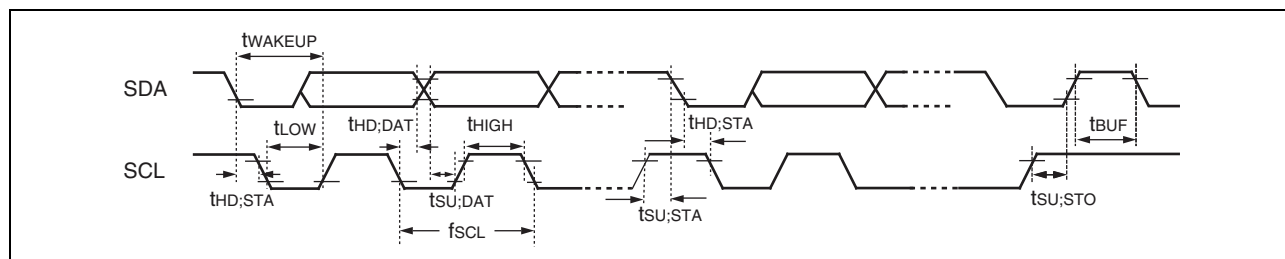 tWAKEUP
SDA
tLOW
tHD;DAT
tHIGH
tHD;STA
tBUF
SCL
tHD;STA
tSU;DAT
tSU;STA
tSU;STO
fSCL